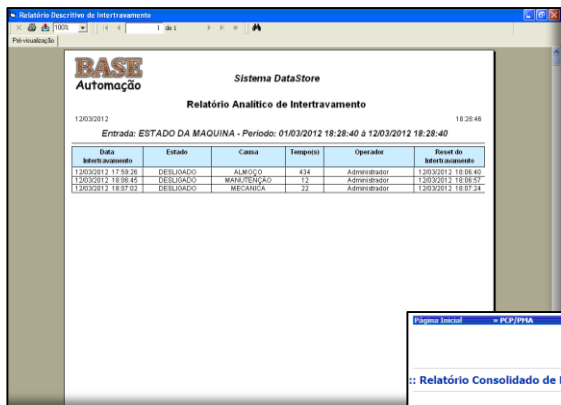 Relatório Descritivo de Intertravamento
100%
1 de 1
Pré-visualização
BASE
Automação
Sistema DataStore
Relatório Analítico de Intertravamento
12/03/2012 18:28:46
Entrada: ESTADO DA MAQUINA - Período: 01/03/2012 18:28:40 à 12/03/2012 18:28:40
Data Intertravamento Estado Causa Tempo(s) Operador Reset do Intertravamento
12/03/2012 17:59:26 DESLIGADO ALMOÇO 434 Administrador 12/03/2012 18:06:40
12/03/2012 18:06:45 DESLIGADO MANUTENÇAO 12 Administrador 12/03/2012 18:06:57
12/03/2012 18:07:02 DESLIGADO MECANICA 22 Administrador 12/03/2012 18:07:24
Página Inicial » PCP/PMA
:: Relatório Consolidado de